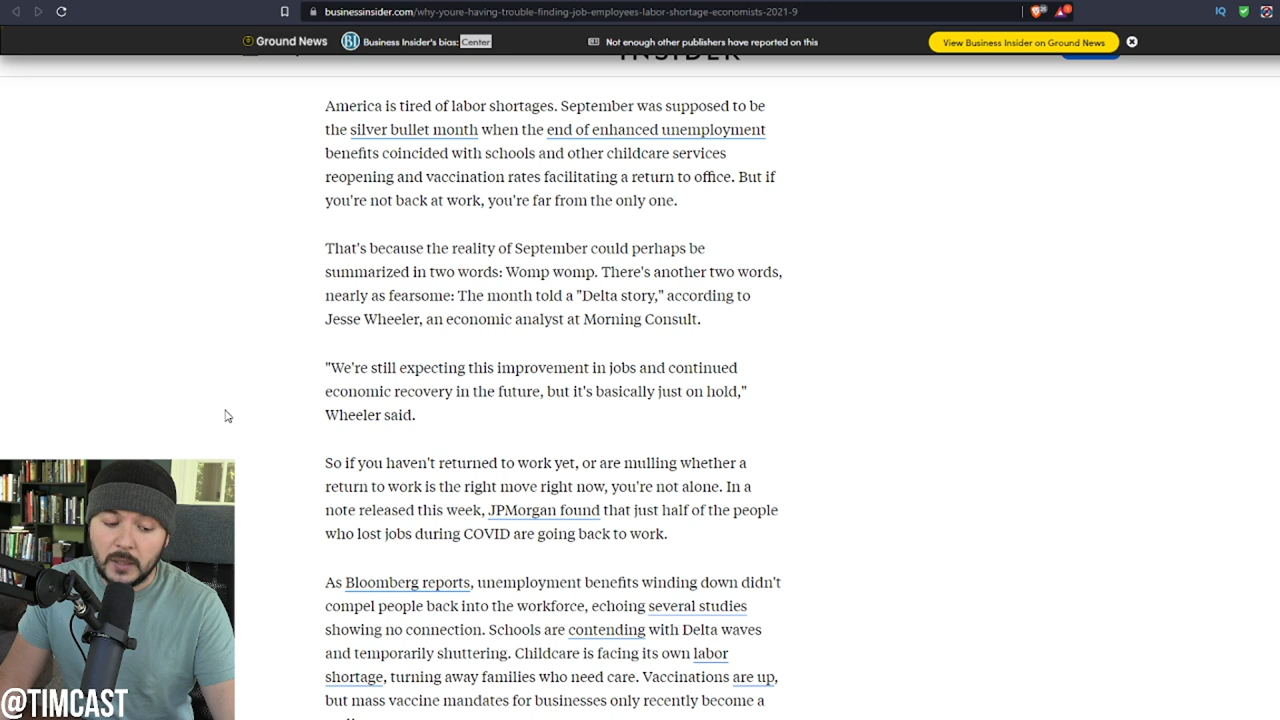 businessinsider.com/why-youre-having-trouble-finding-job-employees-labor-shortage-economists-2021-9
Ground News BI Business Insider's bias: Center Not enough other publishers have reported on this View Business Insider on Ground News
INSIDER
America is tired of labor shortages. September was supposed to be
the silver bullet month when the end of enhanced unemployment
benefits coincided with schools and other childcare services
reopening and vaccination rates facilitating a return to office. But if
you're not back at work, you're far from the only one.
That's because the reality of September could perhaps be
summarized in two words: Womp womp. There's another two words,
nearly as fearsome: The month told a "Delta story," according to
Jesse Wheeler, an economic analyst at Morning Consult.
"We're still expecting this improvement in jobs and continued
economic recovery in the future, but it's basically just on hold,"
Wheeler said.
So if you haven't returned to work yet, or are mulling whether a
return to work is the right move right now, you're not alone. In a
note released this week, JPMorgan found that just half of the people
who lost jobs during COVID are going back to work.
As Bloomberg reports, unemployment benefits winding down didn't
compel people back into the workforce, echoing several studies
showing no connection. Schools are contending with Delta waves
and temporarily shuttering. Childcare is facing its own labor
shortage, turning away families who need care. Vaccinations are up,
but mass vaccine mandates for businesses only recently become a
@TIMCAST